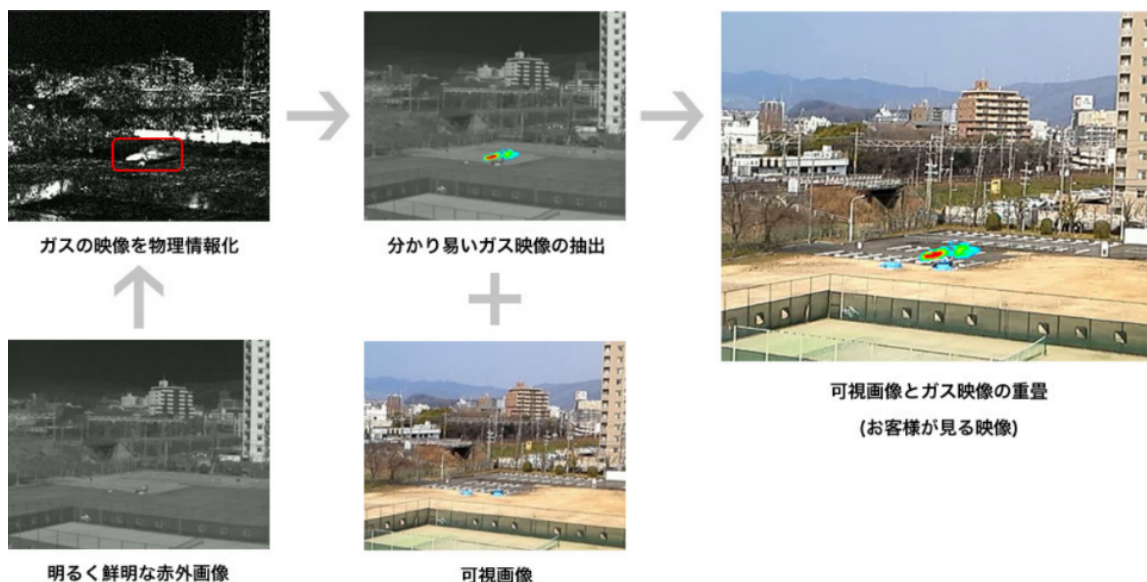 ガスの映像を物理情報化
分かり易いガス映像の抽出
可視画像とガス映像の重畳
(お客様が見る映像)
明るく鮮明な赤外画像
可視画像